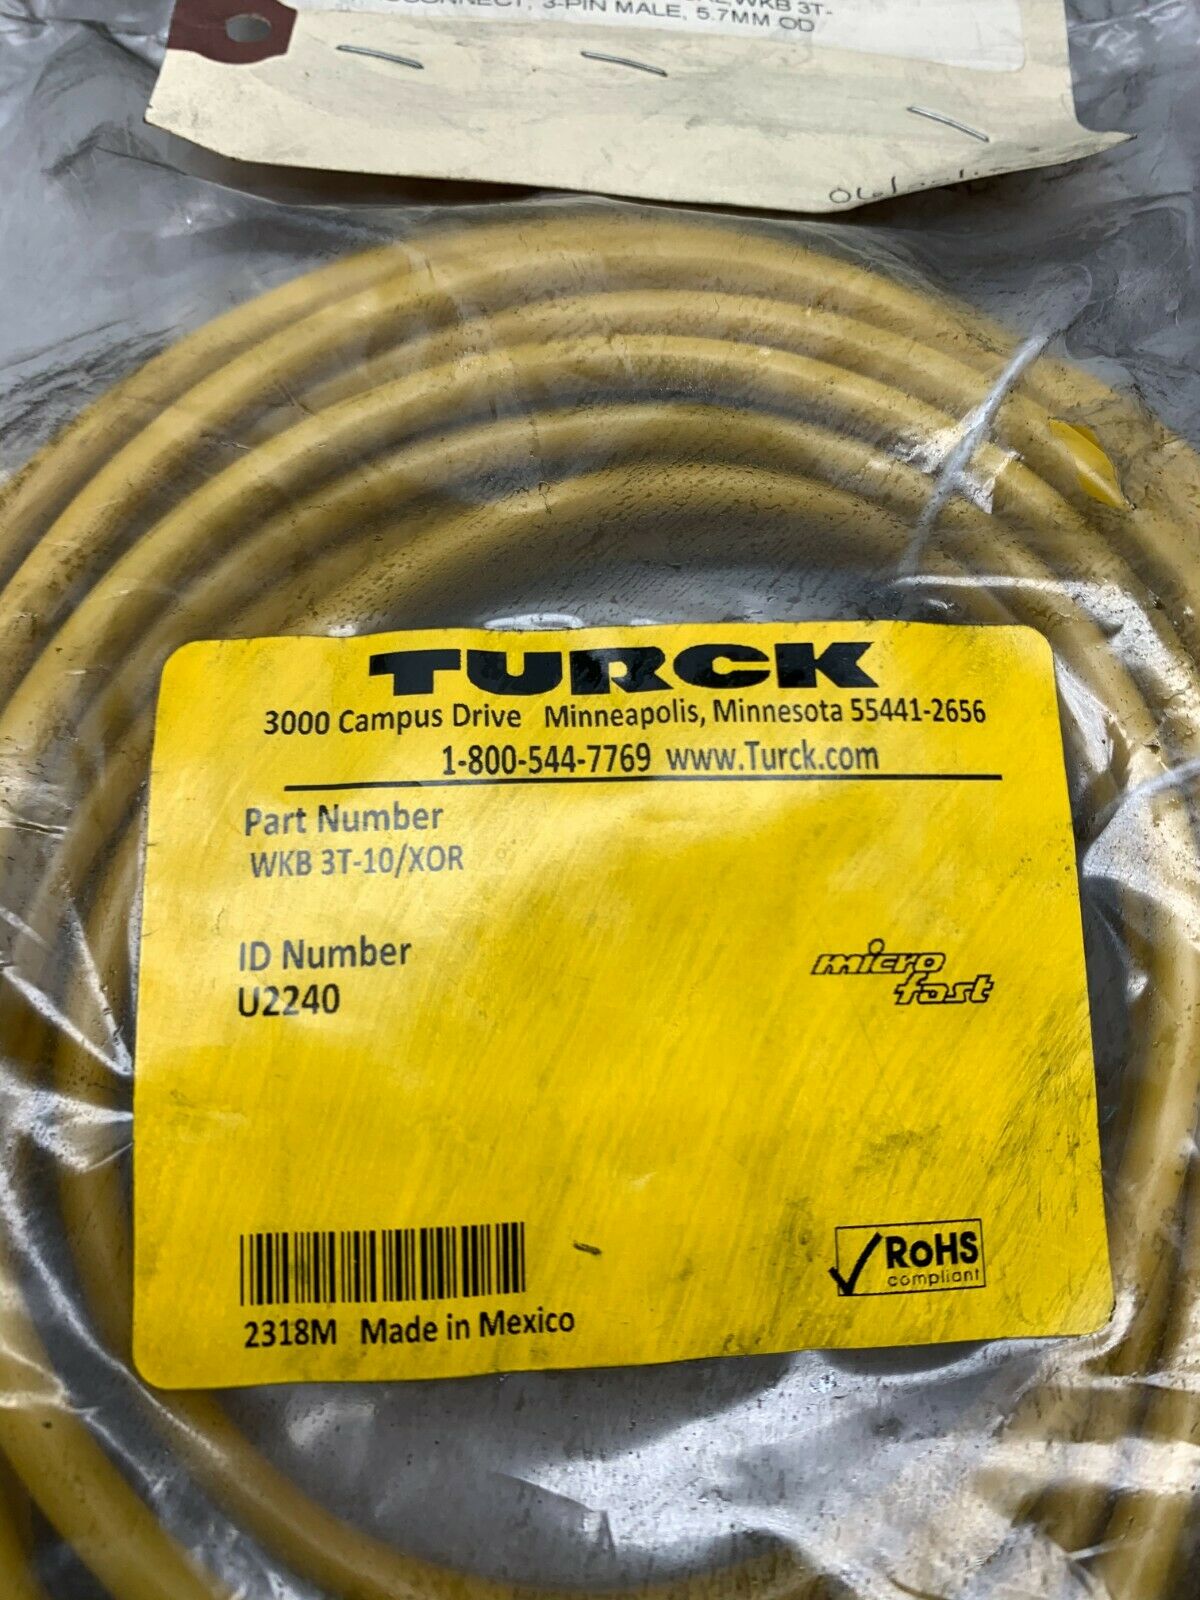 WKB 3T-
3-PIN MALE, 5.7MM OD
TURCK
3000 Campus Drive Minneapolis, Minnesota 55441-2656
1-800-544-7769 www.Turck.com
Part Number
WKB 3T-10/XOR
ID Number
U2240
micro
fast
RoHS
compliant
2318M Made in Mexico